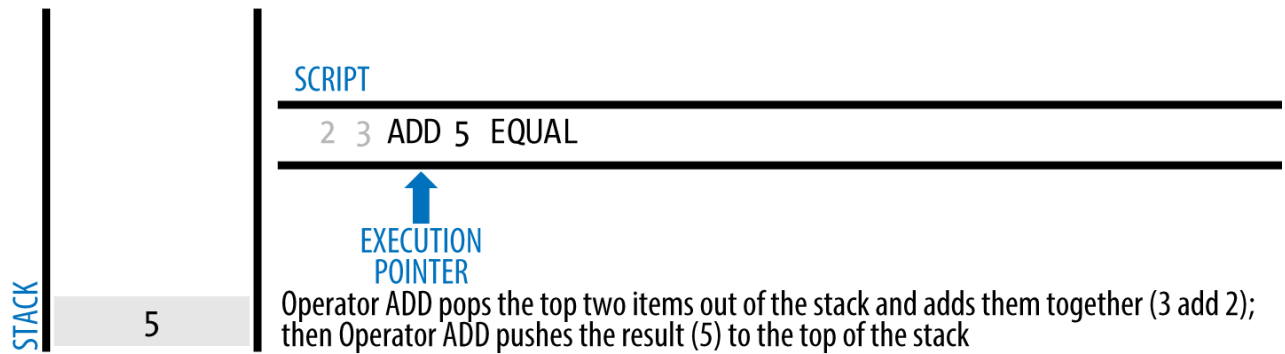 SCRIPT
2 3 ADD 5 EQUAL
EXECUTION
POINTER
STACK
5
Operator ADD pops the top two items out of the stack and adds them together (3 add 2);
then Operator ADD pushes the result (5) to the top of the stack